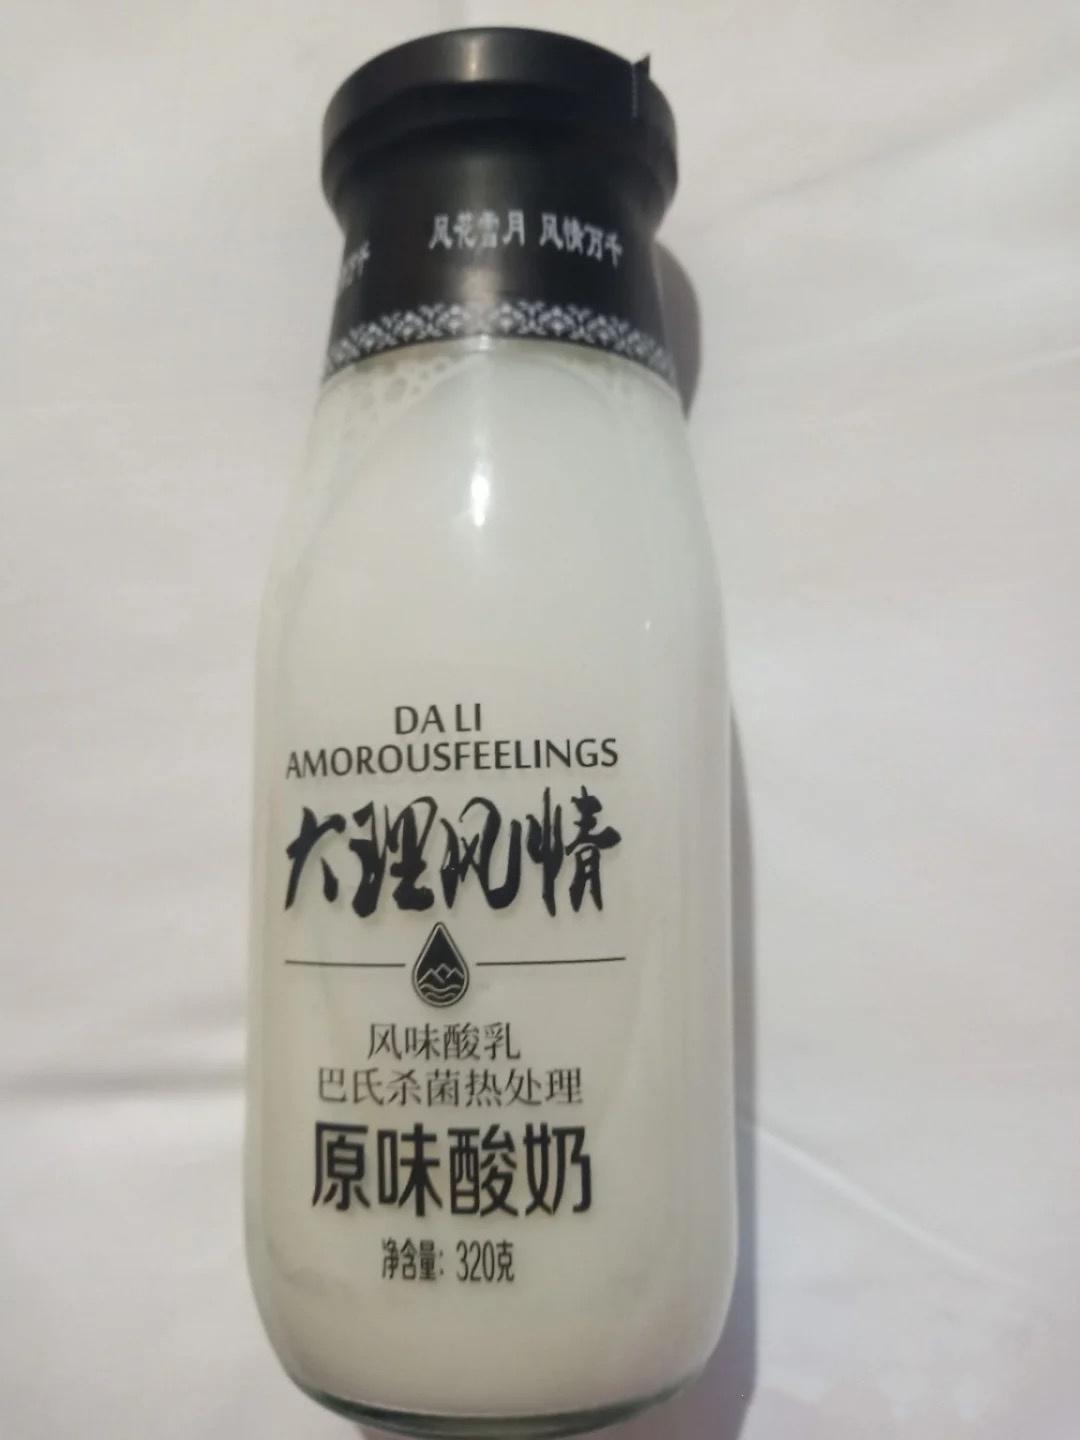 风花雪月 风情万千
DA LI
AMOROUSFEELINGS
大理风情
风味酸乳
巴氏杀菌热处理
原味酸奶
净含量: 320克